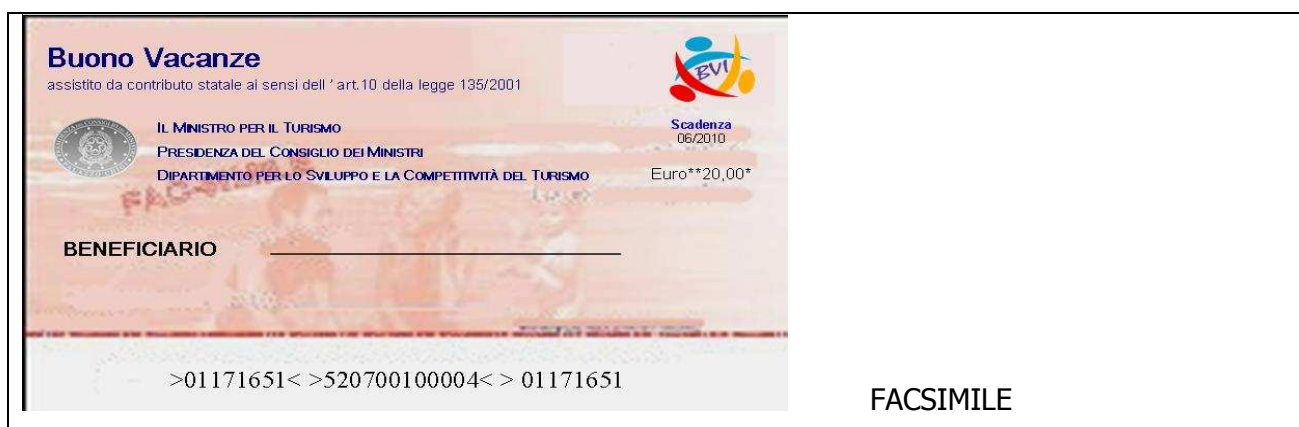 Buono Vacanze
assistito da contributo statale ai sensi dell ' art.10 della legge 135/2001
BVI
IL MINISTRO PER IL TURISMO
PRESIDENZA DEL CONSIGLIO DEI MINISTRI
DIPARTIMENTO PER LO SVILUPPO E LA COMPETITIVITÀ DEL TURISMO
Scadenza
06/2010
Euro**20,00*
FAC-SIMILE
BENEFICIARIO
>01171651< >520700100004< > 01171651
FACSIMILE